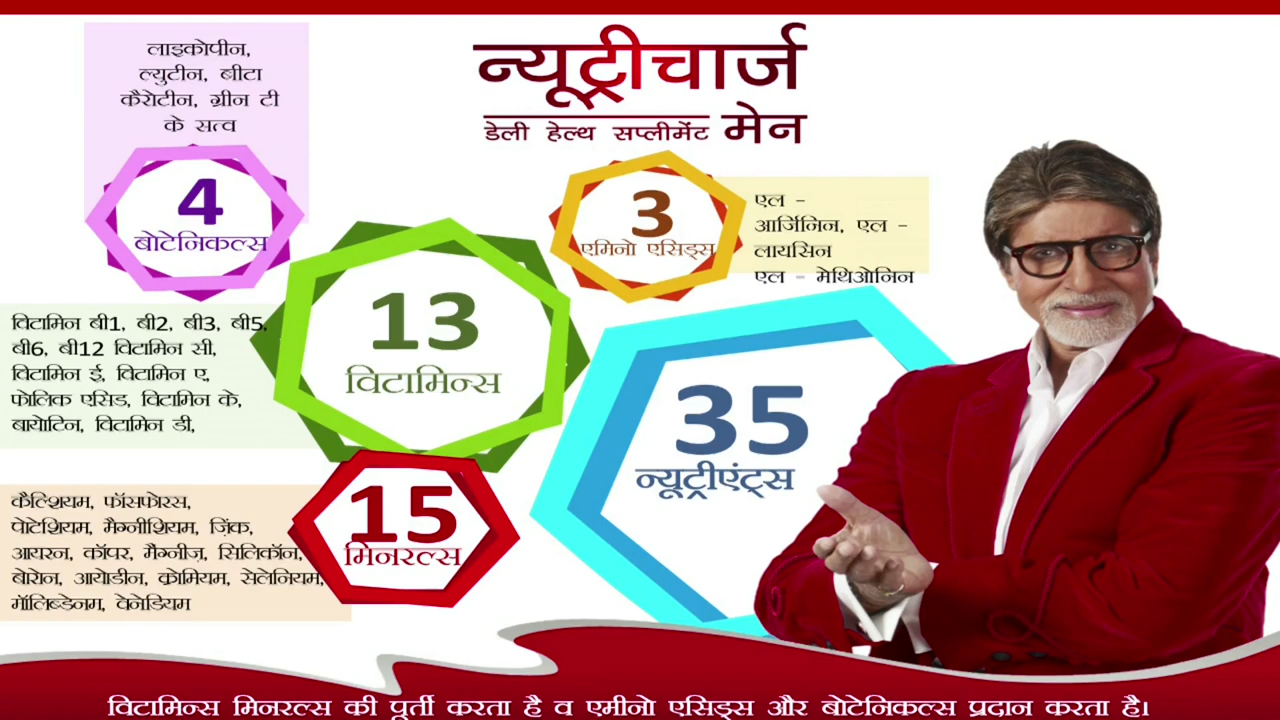 न्यूट्रीचार्ज
डेली हेल्थ सप्लीमेंट मेन
लाइकोपीन,
ल्युटीन, बीटा
कैरोटीन, ग्रीन टी
के सत्व
4
बोटेनिकल्स
3
एमिनो एसिड्स
एल -
आर्जिनिन, एल -
लायसिन
एल - मेथिओनिन
13
विटामिन्स
विटामिन बी1, बी2, बी3, बी5,
बी6, बी12 विटामिन सी,
विटामिन ई, विटामिन ए,
फोलिक एसिड, विटामिन के,
बायोटिन, विटामिन डी,
35
न्यूट्रीएंट्स
15
मिनरल्स
कैल्शियम, फॉसफोरस,
पोटेशियम, मैग्नीशियम, जिंक,
आयरन, कॉपर, मैग्नीज़, सिलिकॉन,
बोरोन, आयोडीन, क्रोमियम, सेलेनियम,
मॉलिब्डेनम, वेनेडियम
विटामिन्स मिनरल्स की पूर्ती करता है व एमीनो एसिड्स और बोटेनिकल्स प्रदान करता है।